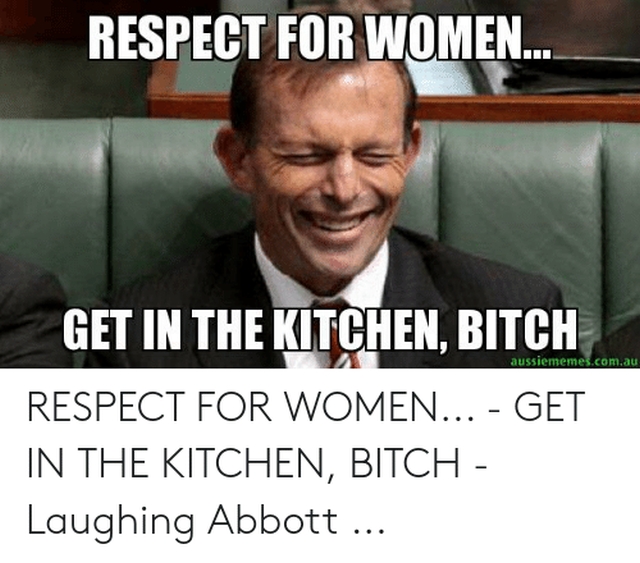 RESPECT FOR WOMEN...
GET IN THE KITCHEN, BITCH
aussiememes.com.au
RESPECT FOR WOMEN... - GET
IN THE KITCHEN, BITCH -
Laughing Abbott ...